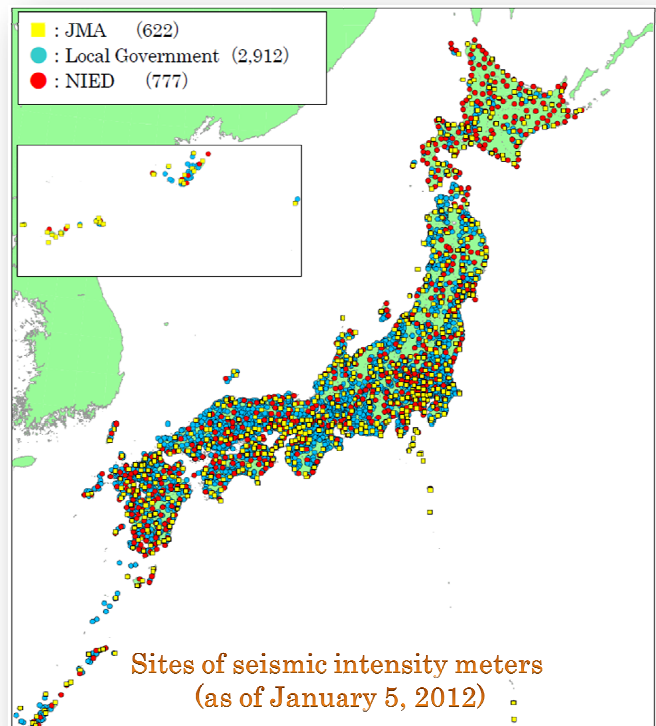 : JMA (622)
: Local Government (2,912)
: NIED (777)
Sites of seismic intensity meters
(as of January 5, 2012)